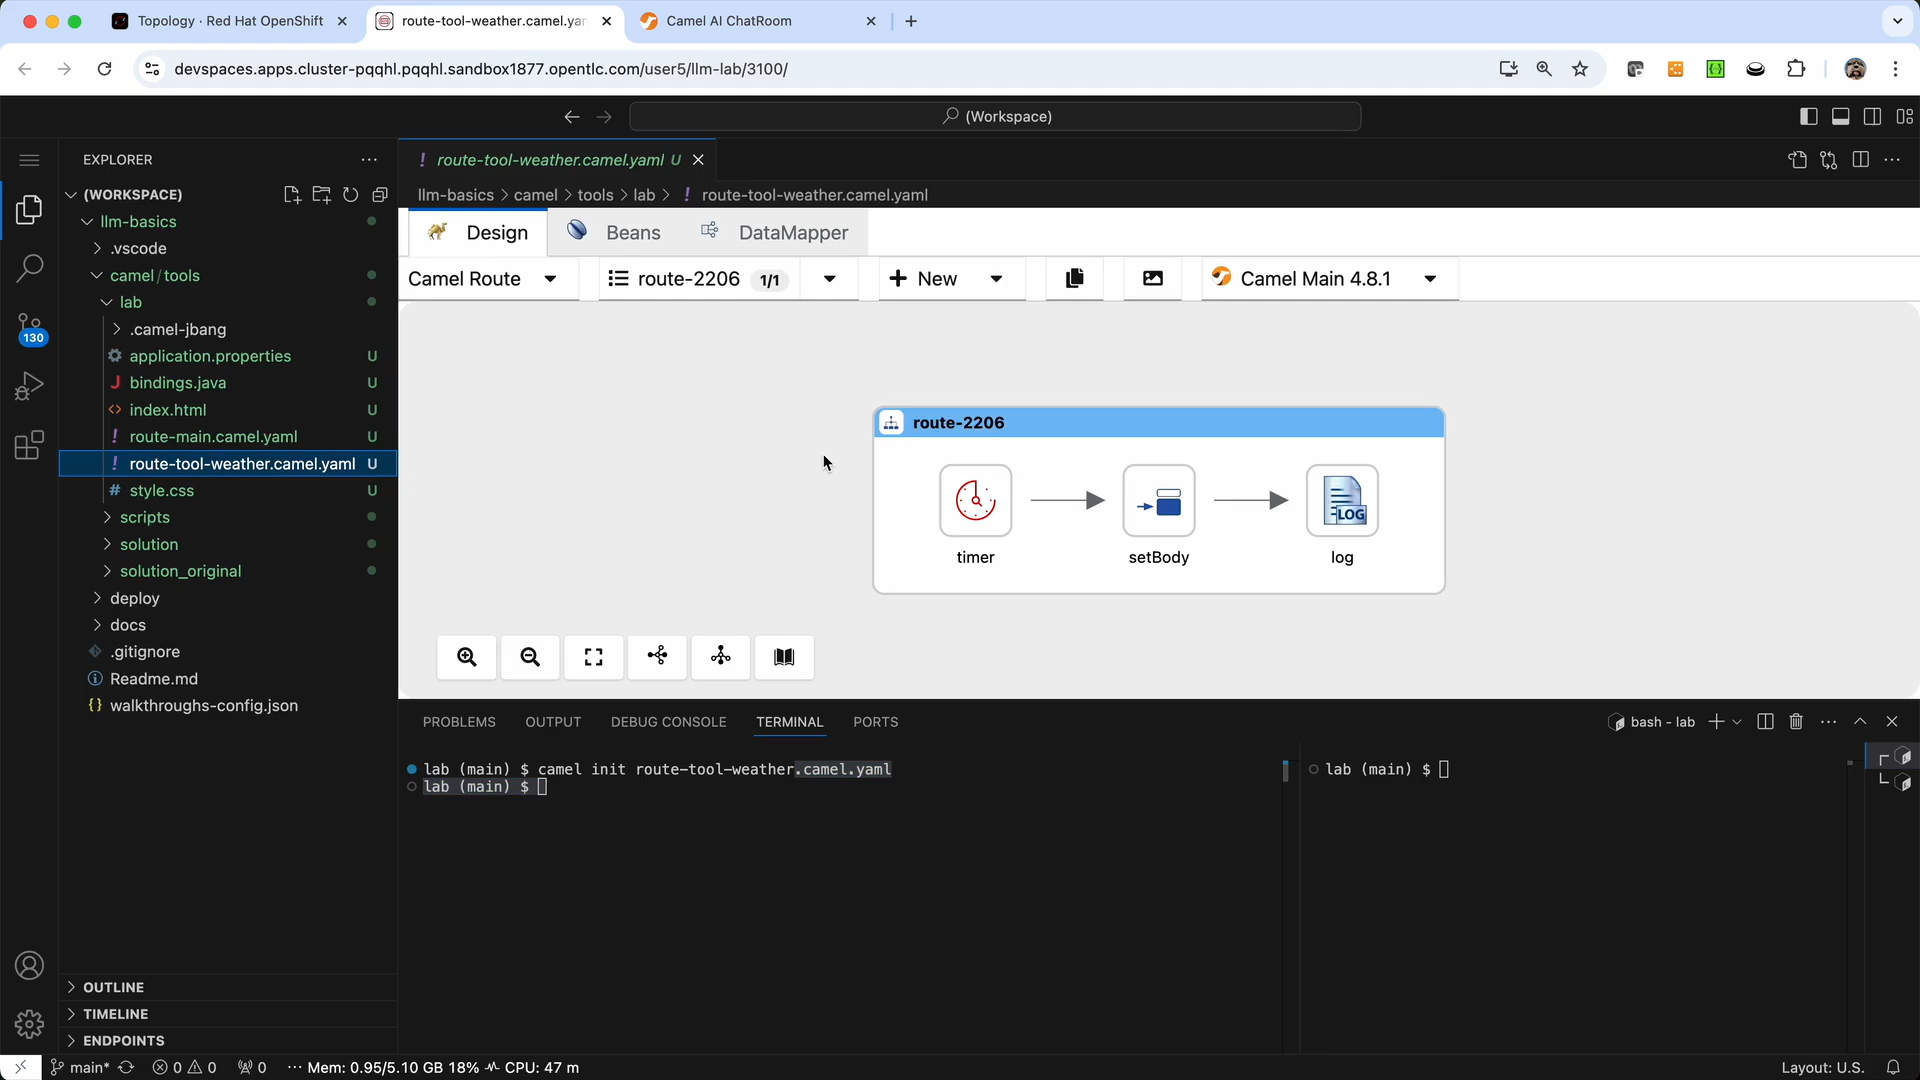 Topology · Red Hat OpenShift
route-tool-weather.camel.yan
Camel AI ChatRoom
devspaces.apps.cluster-pqqhl.pqqhl.sandbox1877.opentlc.com/user5/llm-lab/3100/
(Workspace)
EXPLORER
(WORKSPACE)
llm-basics
.vscode
camel/tools
lab
.camel-jbang
application.properties U
bindings.java U
index.html U
route-main.camel.yaml U
route-tool-weather.camel.yaml U
style.css U
scripts
solution
solution_original
deploy
docs
.gitignore
Readme.md
walkthroughs-config.json
130
OUTLINE
TIMELINE
ENDPOINTS
route-tool-weather.camel.yaml U
llm-basics > camel > tools > lab > ! route-tool-weather.camel.yaml
Design
Beans
DataMapper
Camel Route
route-2206 1/1
New
Camel Main 4.8.1
route-2206
timer
setBody
LOG
log
PROBLEMS
OUTPUT
DEBUG CONSOLE
TERMINAL
PORTS
bash - lab
lab (main) $ camel init route-tool-weather.camel.yaml
lab (main) $
lab (main) $
main*
0
0
0
Mem: 0.95/5.10 GB 18% CPU: 47 m
Layout: U.S.